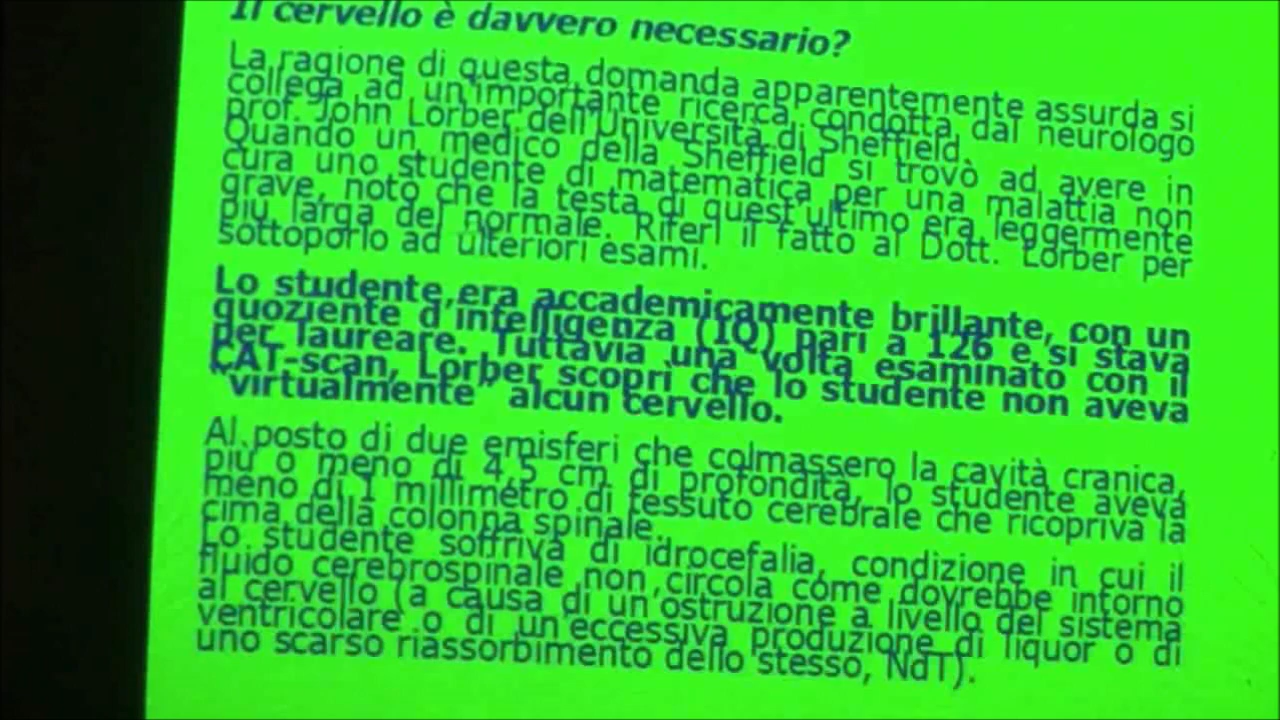 Il cervello è davvero necessario?
La ragione di questa domanda apparentemente assurda si
collega ad un'importante ricerca condotta dal neurologo
prof. John Lorber dell'Università di Sheffield.
Quando un medico della Sheffield si trovò ad avere in
cura uno studente di matematica per una malattia non
grave, notò che la testa di quest'ultimo era leggermente
più larga del normale. Riferì il fatto al Dott. Lorber per
sottoporlo ad ulteriori esami.
Lo studente era accademicamente brillante, con un
quoziente d'intelligenza (IQ) pari a 126 e si stava
per laureare. Tuttavia una volta esaminato con il
CAT-scan, Lorber scoprì che lo studente non aveva
"virtualmente" alcun cervello.
Al posto di due emisferi che colmassero la cavità cranica,
più o meno di 4,5 cm di profondità, lo studente aveva
meno di 1 millimetro di tessuto cerebrale che ricopriva la
cima della colonna spinale.
Lo studente soffriva di idrocefalia, condizione in cui il
fluido cerebrospinale non circola come dovrebbe intorno
al cervello (a causa di un'ostruzione a livello del sistema
ventricolare o di un'eccessiva produzione di liquor o di
uno scarso riassorbimento dello stesso, NdT).